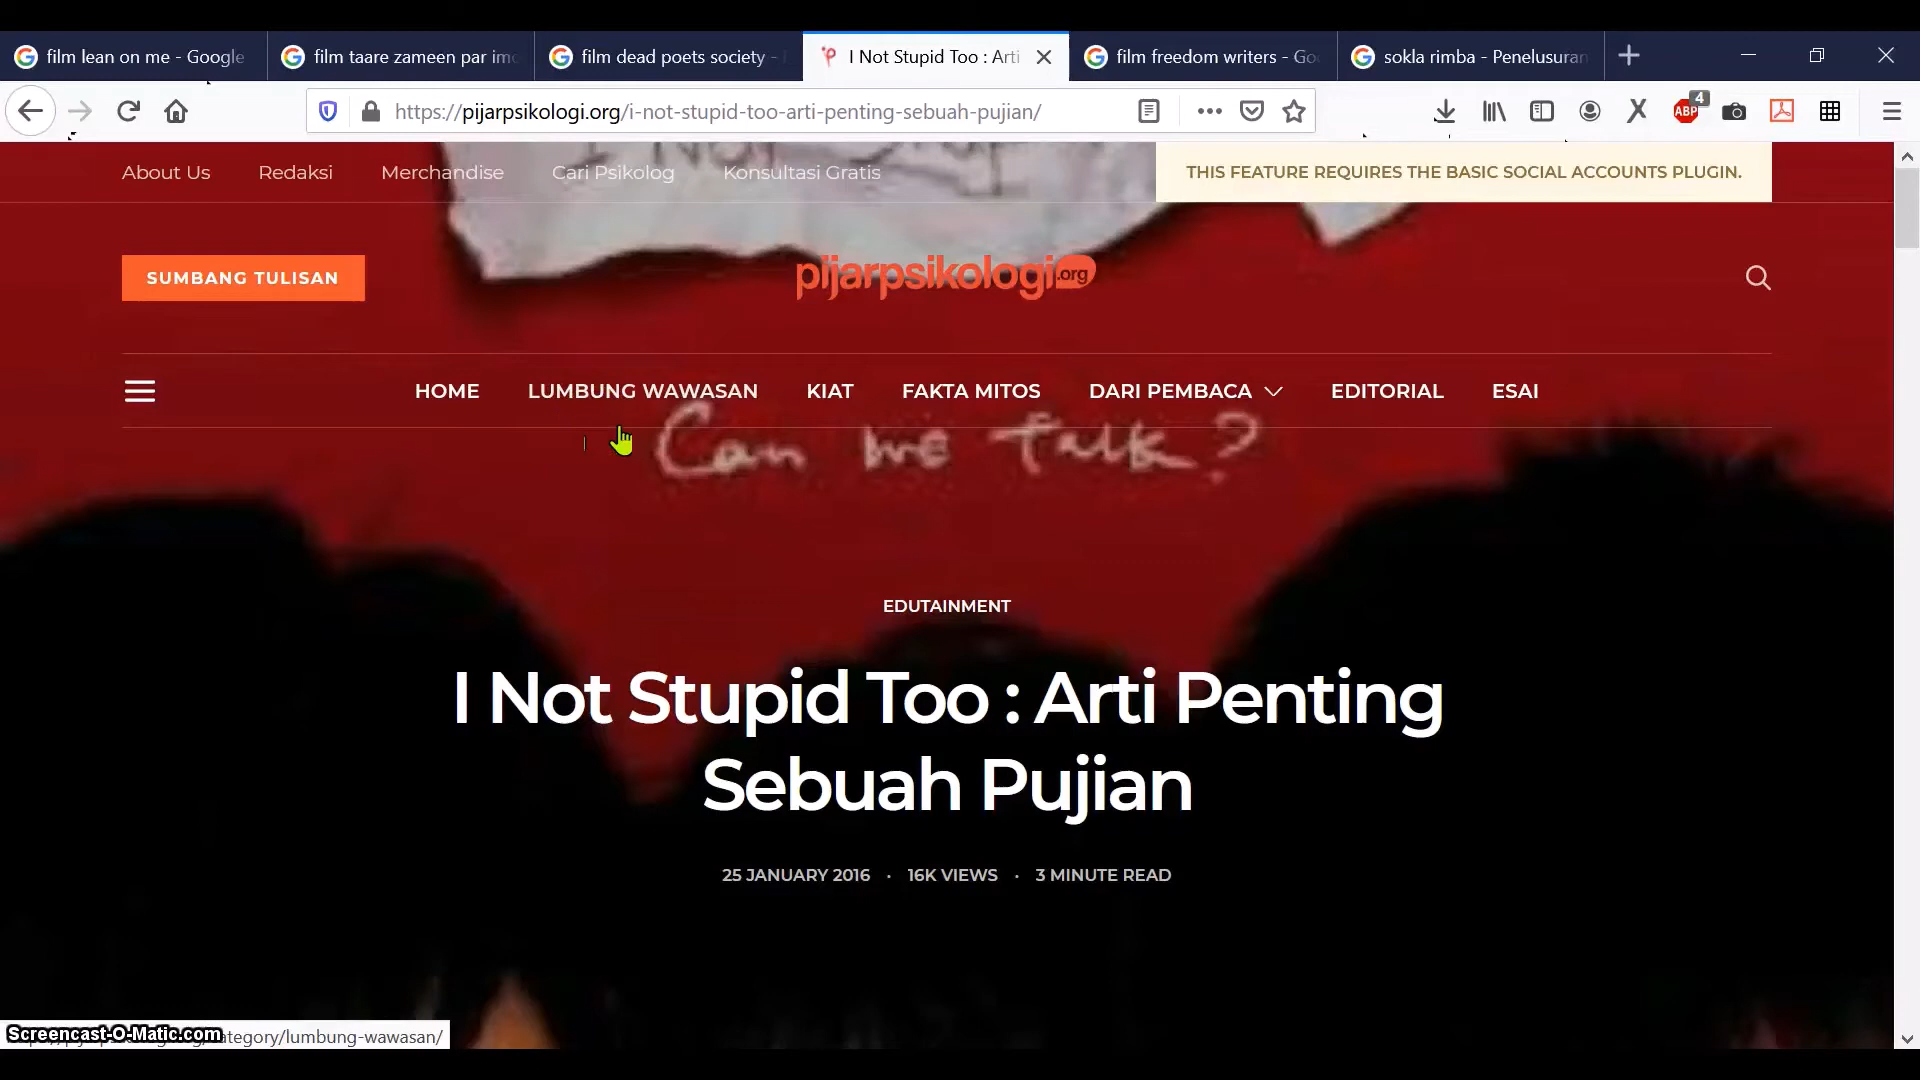 film lean on me - Google
film taare zameen par imd
film dead poets society -
I Not Stupid Too : Arti
film freedom writers - Go
sokla rimba - Penelusuran
https://pijarpsikologi.org/i-not-stupid-too-arti-penting-sebuah-pujian/
ABP
4
About Us
Redaksi
Merchandise
Cari Psikolog
Konsultasi Gratis
THIS FEATURE REQUIRES THE BASIC SOCIAL ACCOUNTS PLUGIN.
SUMBANG TULISAN
pijarpsikologi.org
HOME
LUMBUNG WAWASAN
KIAT
FAKTA MITOS
DARI PEMBACA
EDITORIAL
ESAI
Can we talk?
EDUTAINMENT
I Not Stupid Too : Arti Penting
Sebuah Pujian
25 JANUARY 2016 • 16K VIEWS • 3 MINUTE READ
Screencast-O-Matic.com
ategory/lumbung-wawasan/